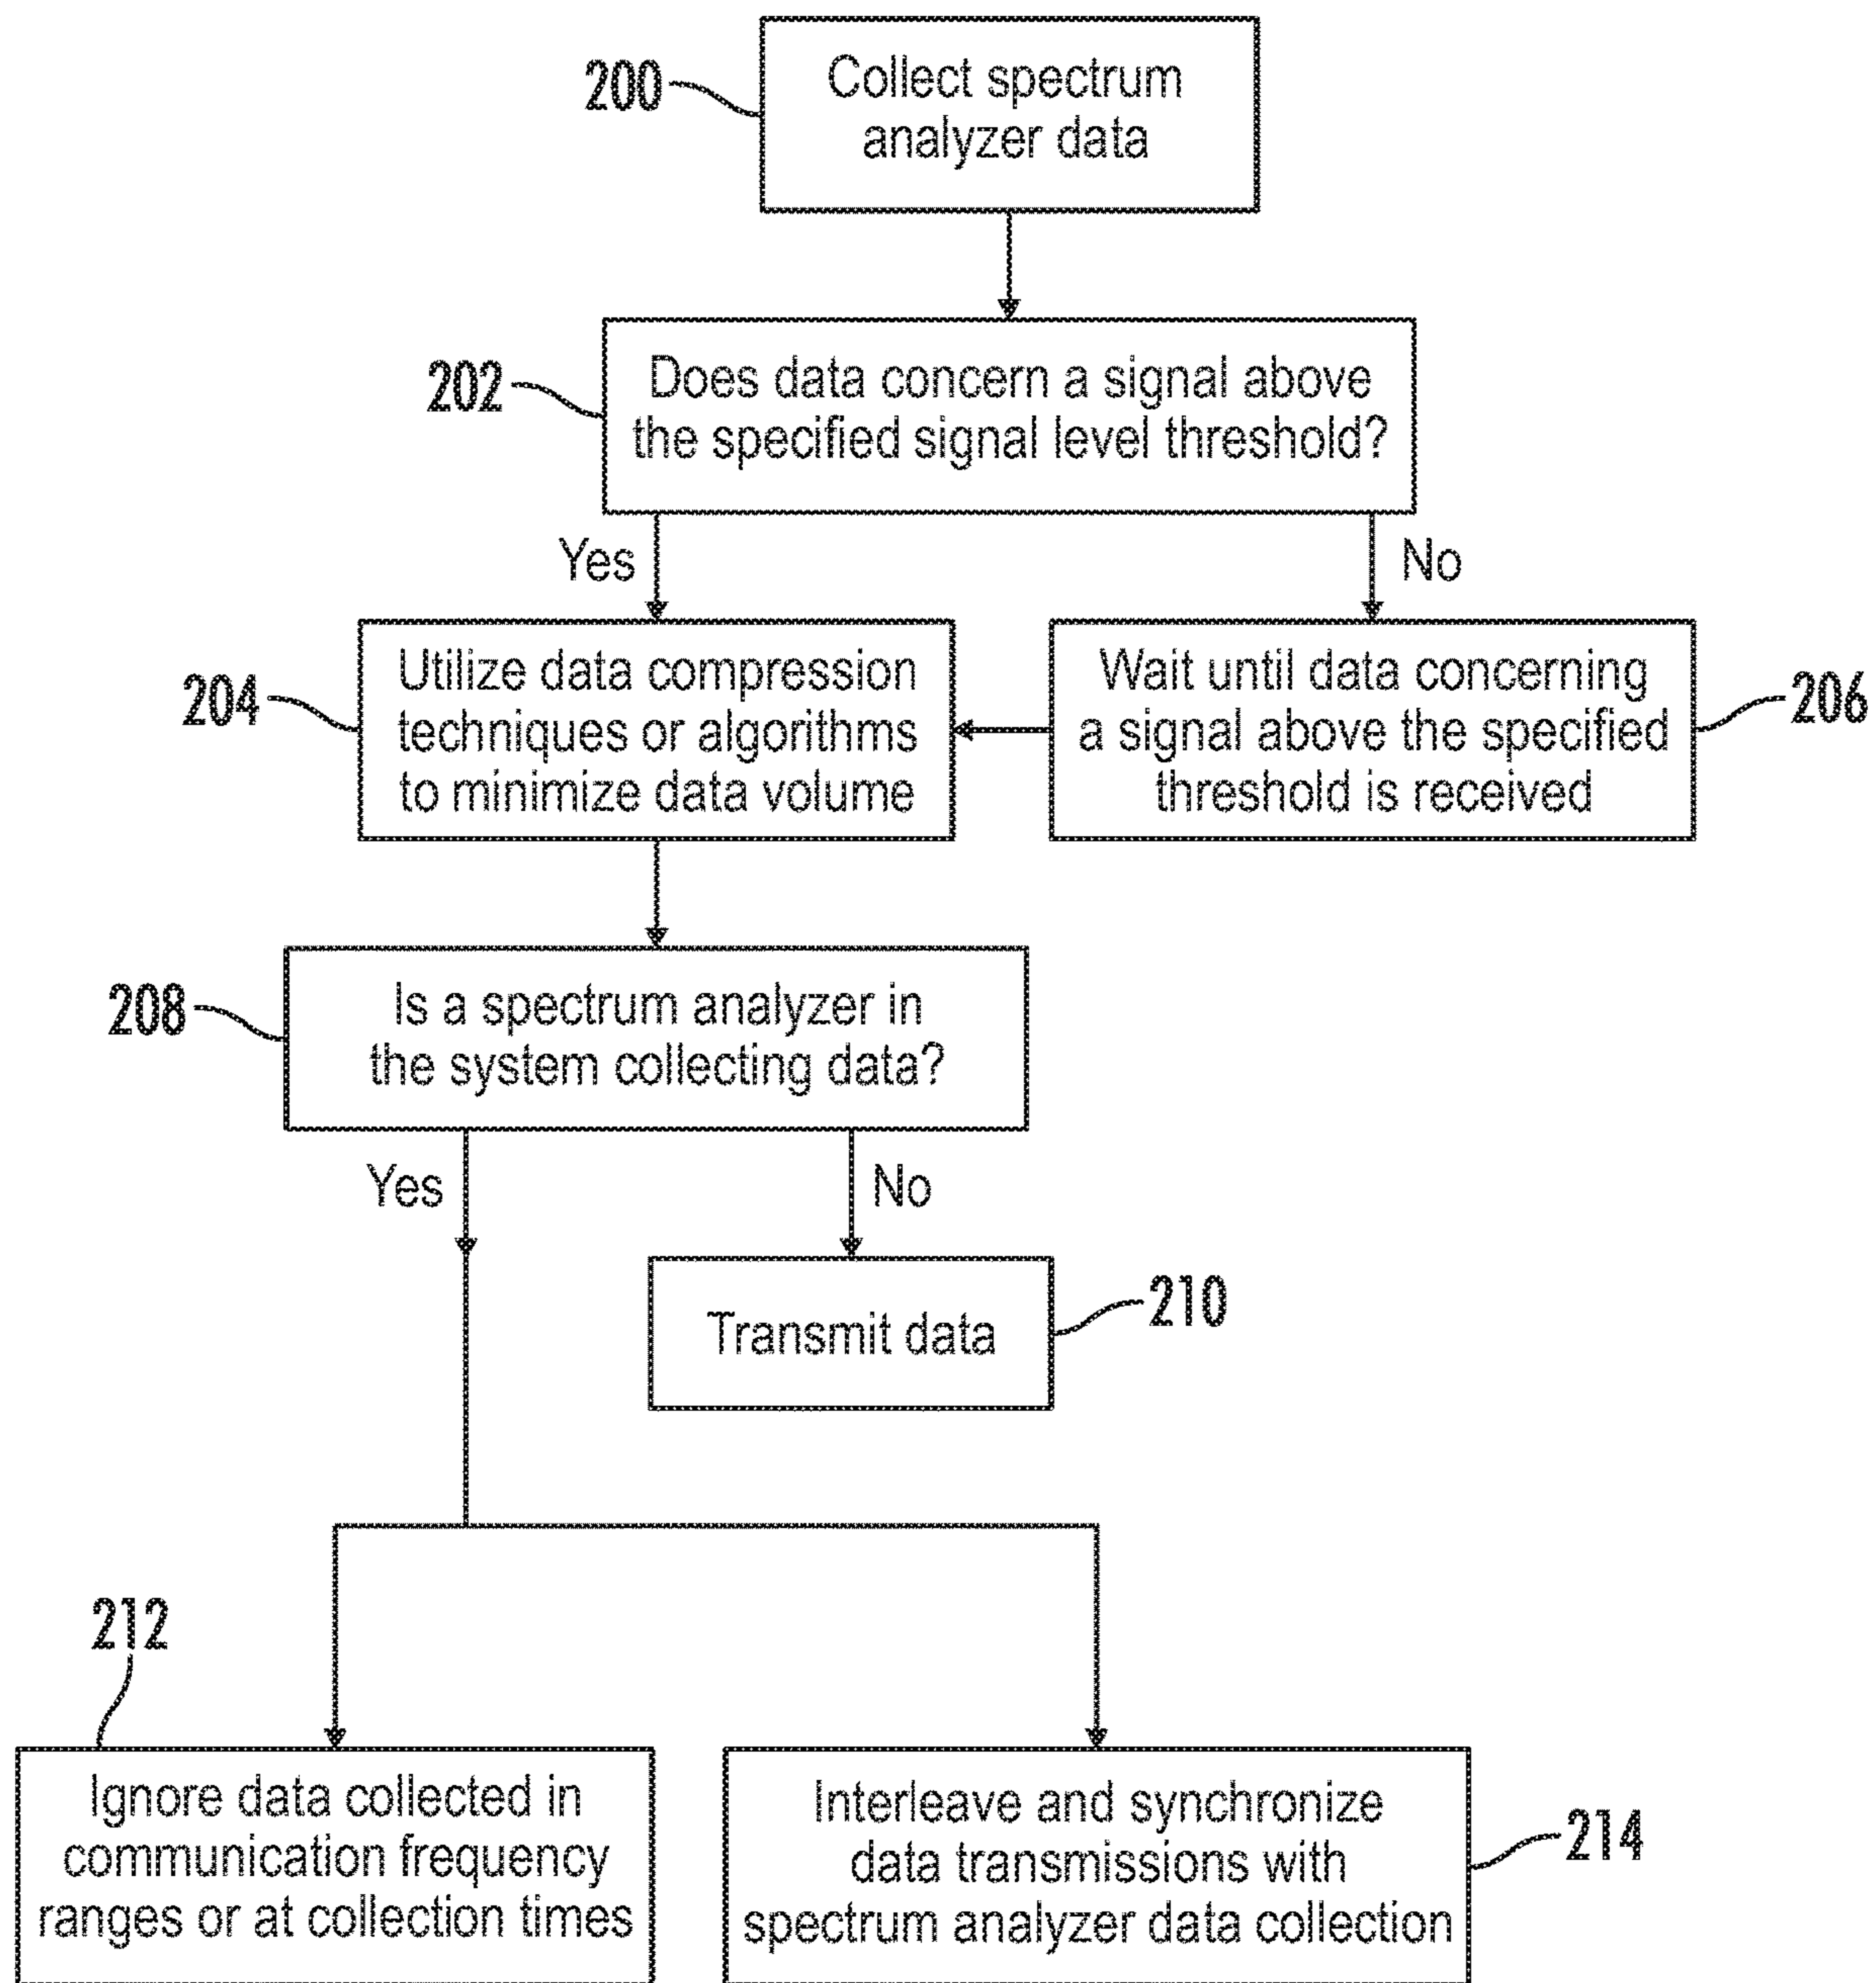 200
Collect spectrum
analyzer data
202
Does data concern a signal above
the specified signal level threshold?
Yes
No
204
Utilize data compression
techniques or algorithms
to minimize data volume
Wait until data concerning
a signal above the specified
threshold is received
206
208
Is a spectrum analyzer in
the system collecting data?
Yes
No
Transmit data
210
212
Ignore data collected in
communication frequency
ranges or at collection times
Interleave and synchronize
data transmissions with
spectrum analyzer data collection
214